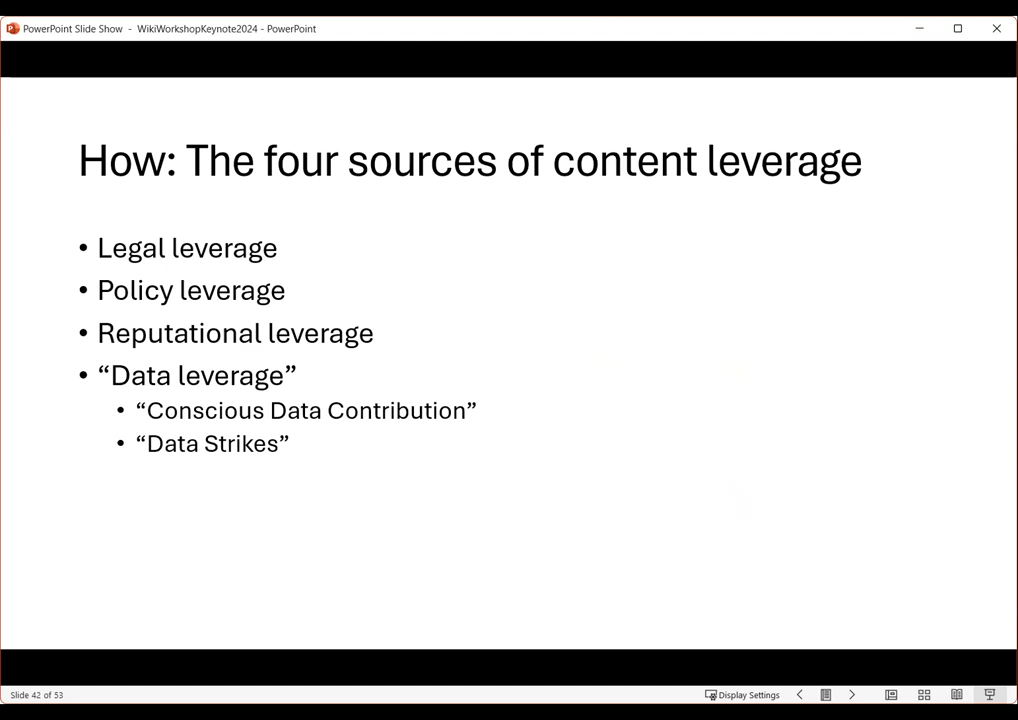 PowerPoint Slide Show - WikiWorkshopKeynote2024 - PowerPoint
How: The four sources of content leverage
• Legal leverage
• Policy leverage
• Reputational leverage
• “Data leverage”
• “Conscious Data Contribution”
• “Data Strikes”
Slide 42 of 53
Display Settings